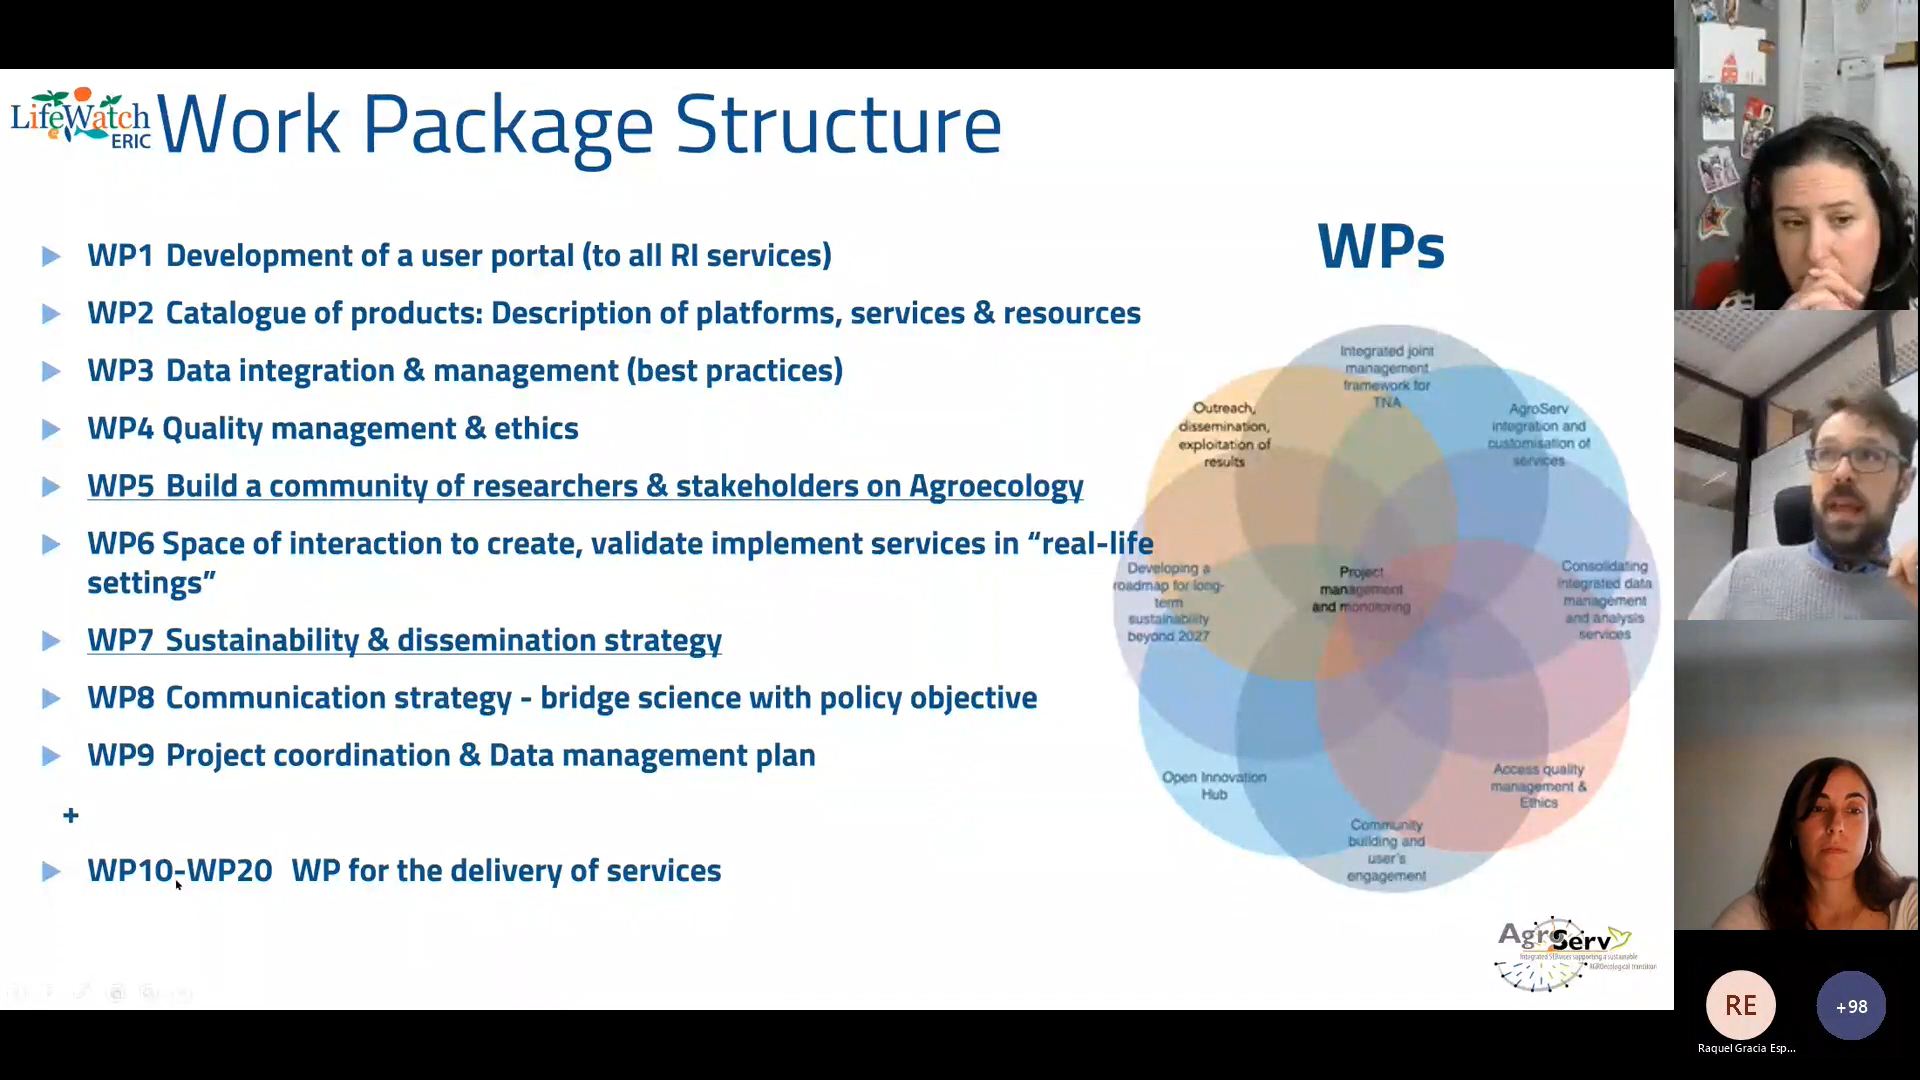 LifeWatch
ERIC
Work Package Structure
WPs
WP1 Development of a user portal (to all RI services)
WP2 Catalogue of products: Description of platforms, services & resources
WP3 Data integration & management (best practices)
WP4 Quality management & ethics
WP5 Build a community of researchers & stakeholders on Agroecology
WP6 Space of interaction to create, validate implement services in “real-life
settings”
WP7 Sustainability & dissemination strategy
WP8 Communication strategy - bridge science with policy objective
WP9 Project coordination & Data management plan
+
WP10-WP20 WP for the delivery of services
Integrated joint
management
framework for
TNA
Outreach,
dissemination,
exploitation of
results
AgroServ
integration and
customisation of
services
Developing a
roadmap for long-
term
sustainability
beyond 2027
Project
management
and monitoring
Consolidating
integrated data
management
and analysis
services
Open Innovation
Hub
Access quality
management &
Ethics
Community
building and
user's
engagement
AgroServ
Integrated SERvices supporting a sustainable
AGROecological transition
RE
+98
Raquel Gracia Esp...